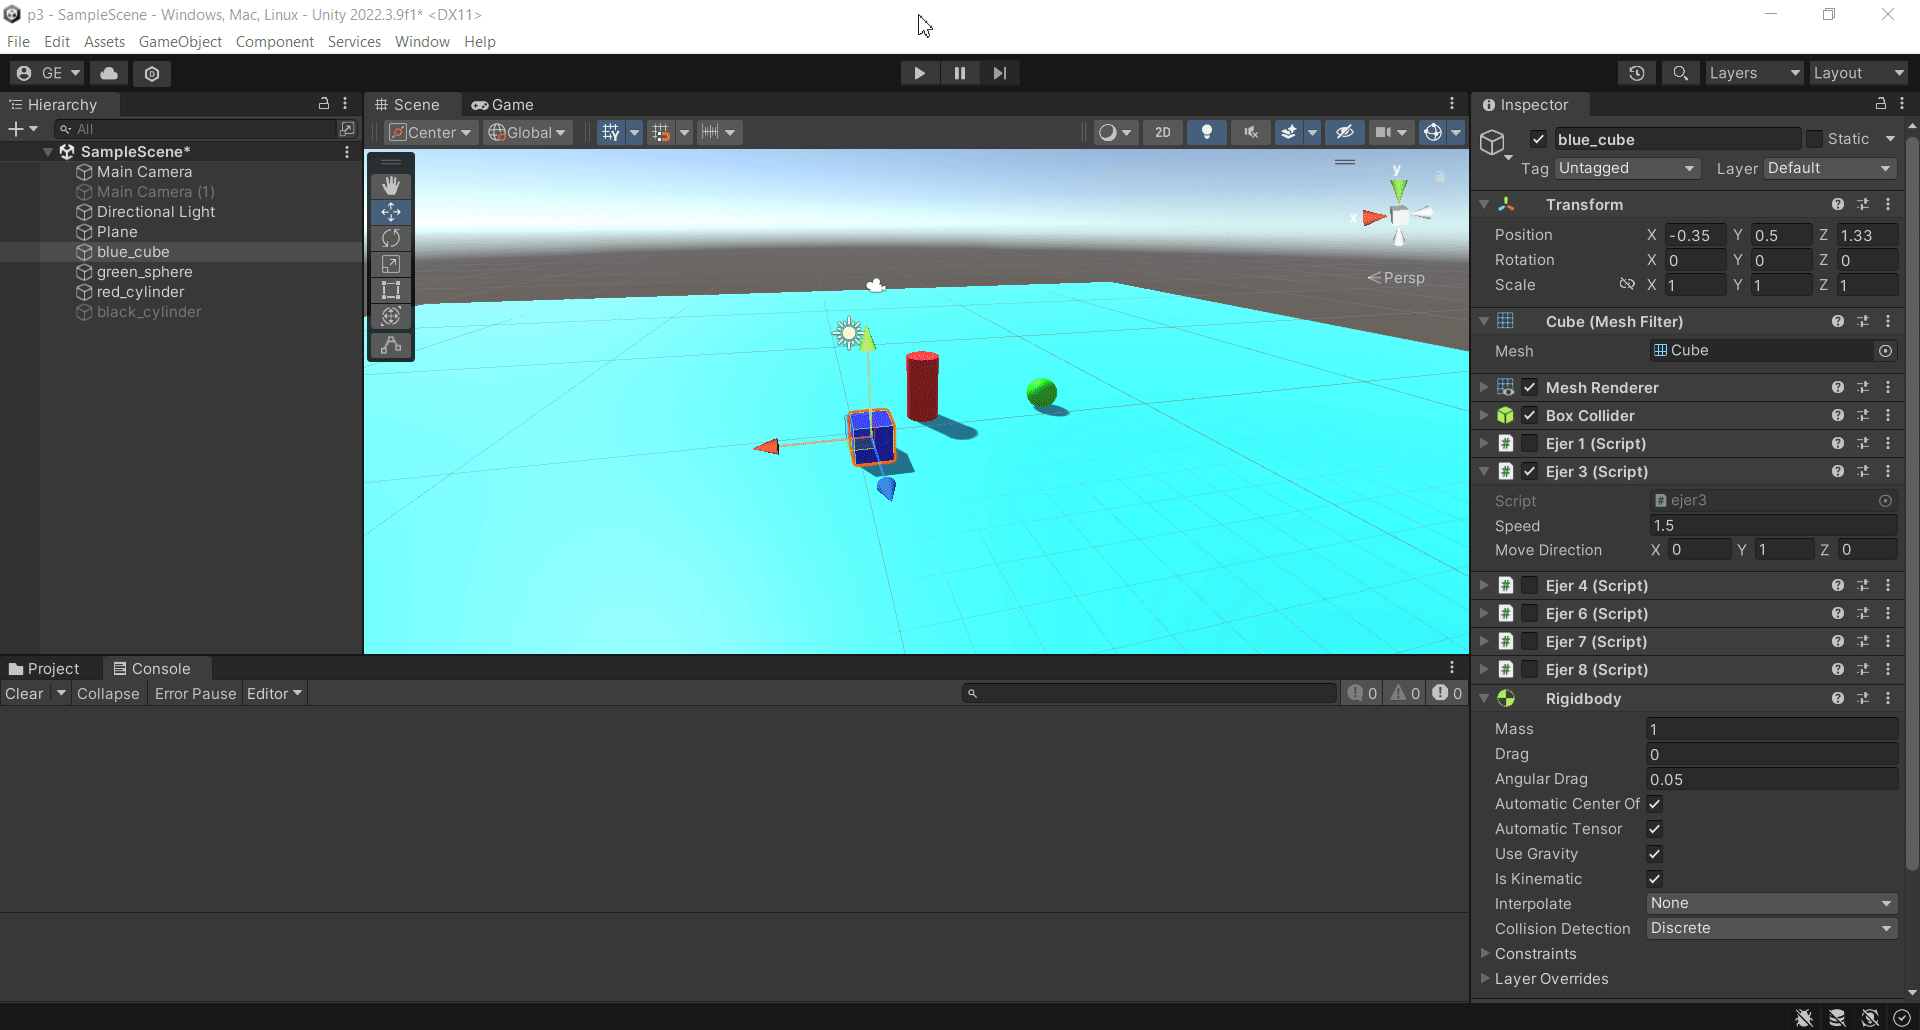 p3 - SampleScene - Windows, Mac, Linux - Unity 2022.3.9f1* <DX11>
File Edit Assets GameObject Component Services Window Help
GE
Layers
Layout
Hierarchy
All
SampleScene*
Main Camera
Main Camera (1)
Directional Light
Plane
blue_cube
green_sphere
red_cylinder
black_cylinder
Scene
Game
Center
Global
2D
y
x
Persp
Project
Console
Clear
Collapse
Error Pause
Editor
0
0
0
Inspector
blue_cube
Static
Tag Untagged
Layer Default
Transform
Position X -0.35 Y 0.5 Z 1.33
Rotation X 0 Y 0 Z 0
Scale X 1 Y 1 Z 1
Cube (Mesh Filter)
Mesh Cube
Mesh Renderer
Box Collider
Ejer 1 (Script)
Ejer 3 (Script)
Script ejer3
Speed 1.5
Move Direction X 0 Y 1 Z 0
Ejer 4 (Script)
Ejer 6 (Script)
Ejer 7 (Script)
Ejer 8 (Script)
Rigidbody
Mass 1
Drag 0
Angular Drag 0.05
Automatic Center Of
Automatic Tensor
Use Gravity
Is Kinematic
Interpolate None
Collision Detection Discrete
Constraints
Layer Overrides